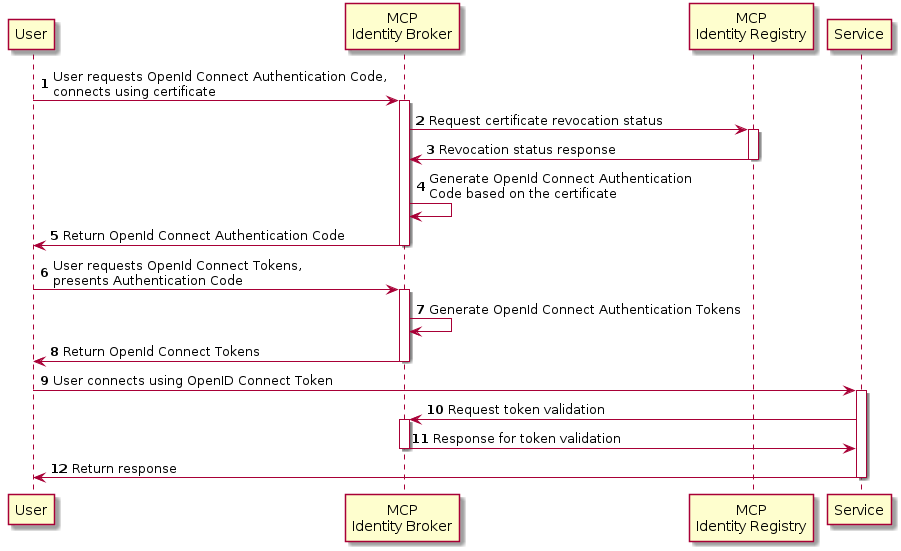 User
MCP
Identity Broker
MCP
Identity Registry
Service
1 User requests OpenId Connect Authentication Code,
connects using certificate
2 Request certificate revocation status
3 Revocation status response
4 Generate OpenId Connect Authentication
Code based on the certificate
5 Return OpenId Connect Authentication Code
6 User requests OpenId Connect Tokens,
presents Authentication Code
7 Generate OpenId Connect Authentication Tokens
8 Return OpenId Connect Tokens
9 User connects using OpenID Connect Token
10 Request token validation
11 Response for token validation
12 Return response
User
MCP
Identity Broker
MCP
Identity Registry
Service